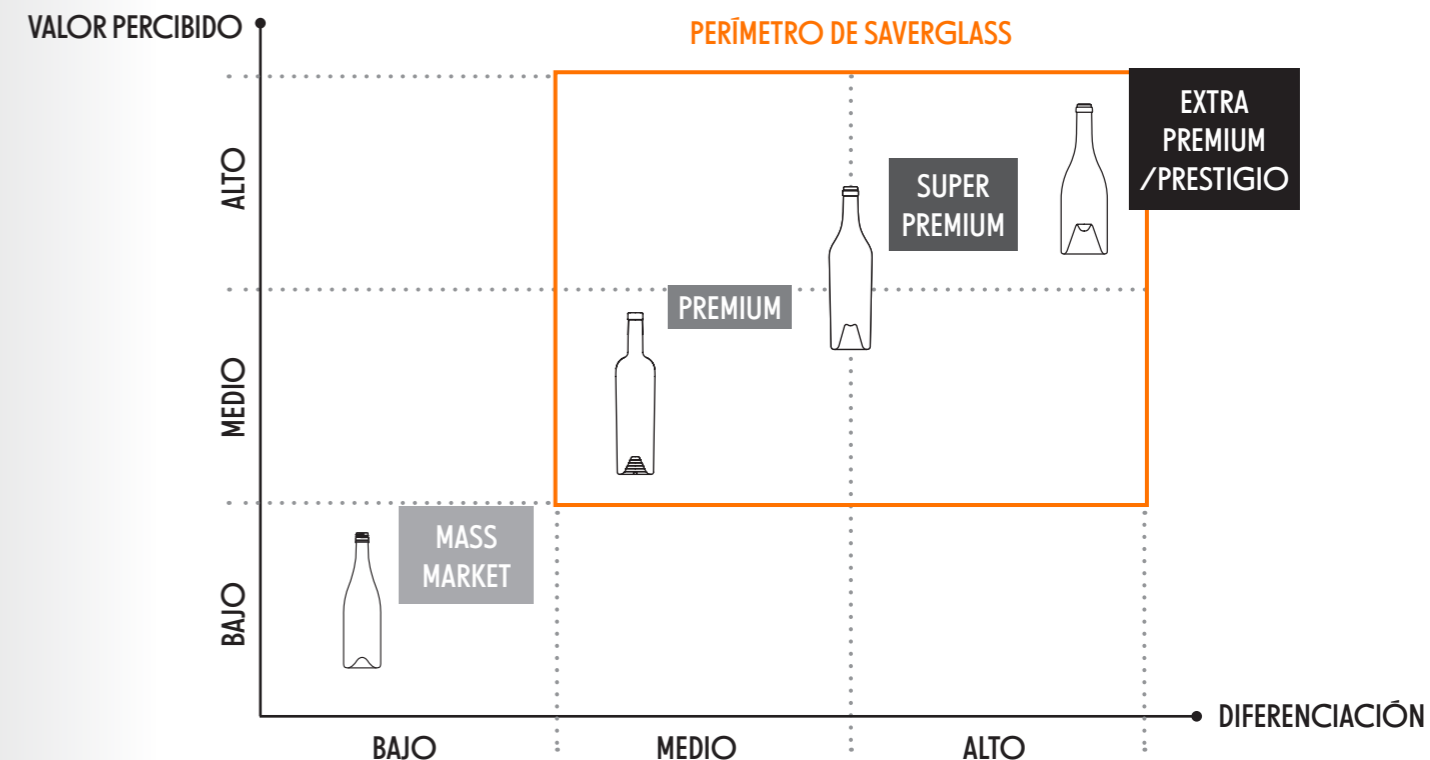 VALOR PERCIBIDO
PERÍMETRO DE SAVERGLASS
ALTO
EXTRA
PREMIUM
/PRESTIGIO
SUPER
PREMIUM
PREMIUM
MEDIO
MASS
MARKET
BAJO
DIFERENCIACIÓN
BAJO
MEDIO
ALTO